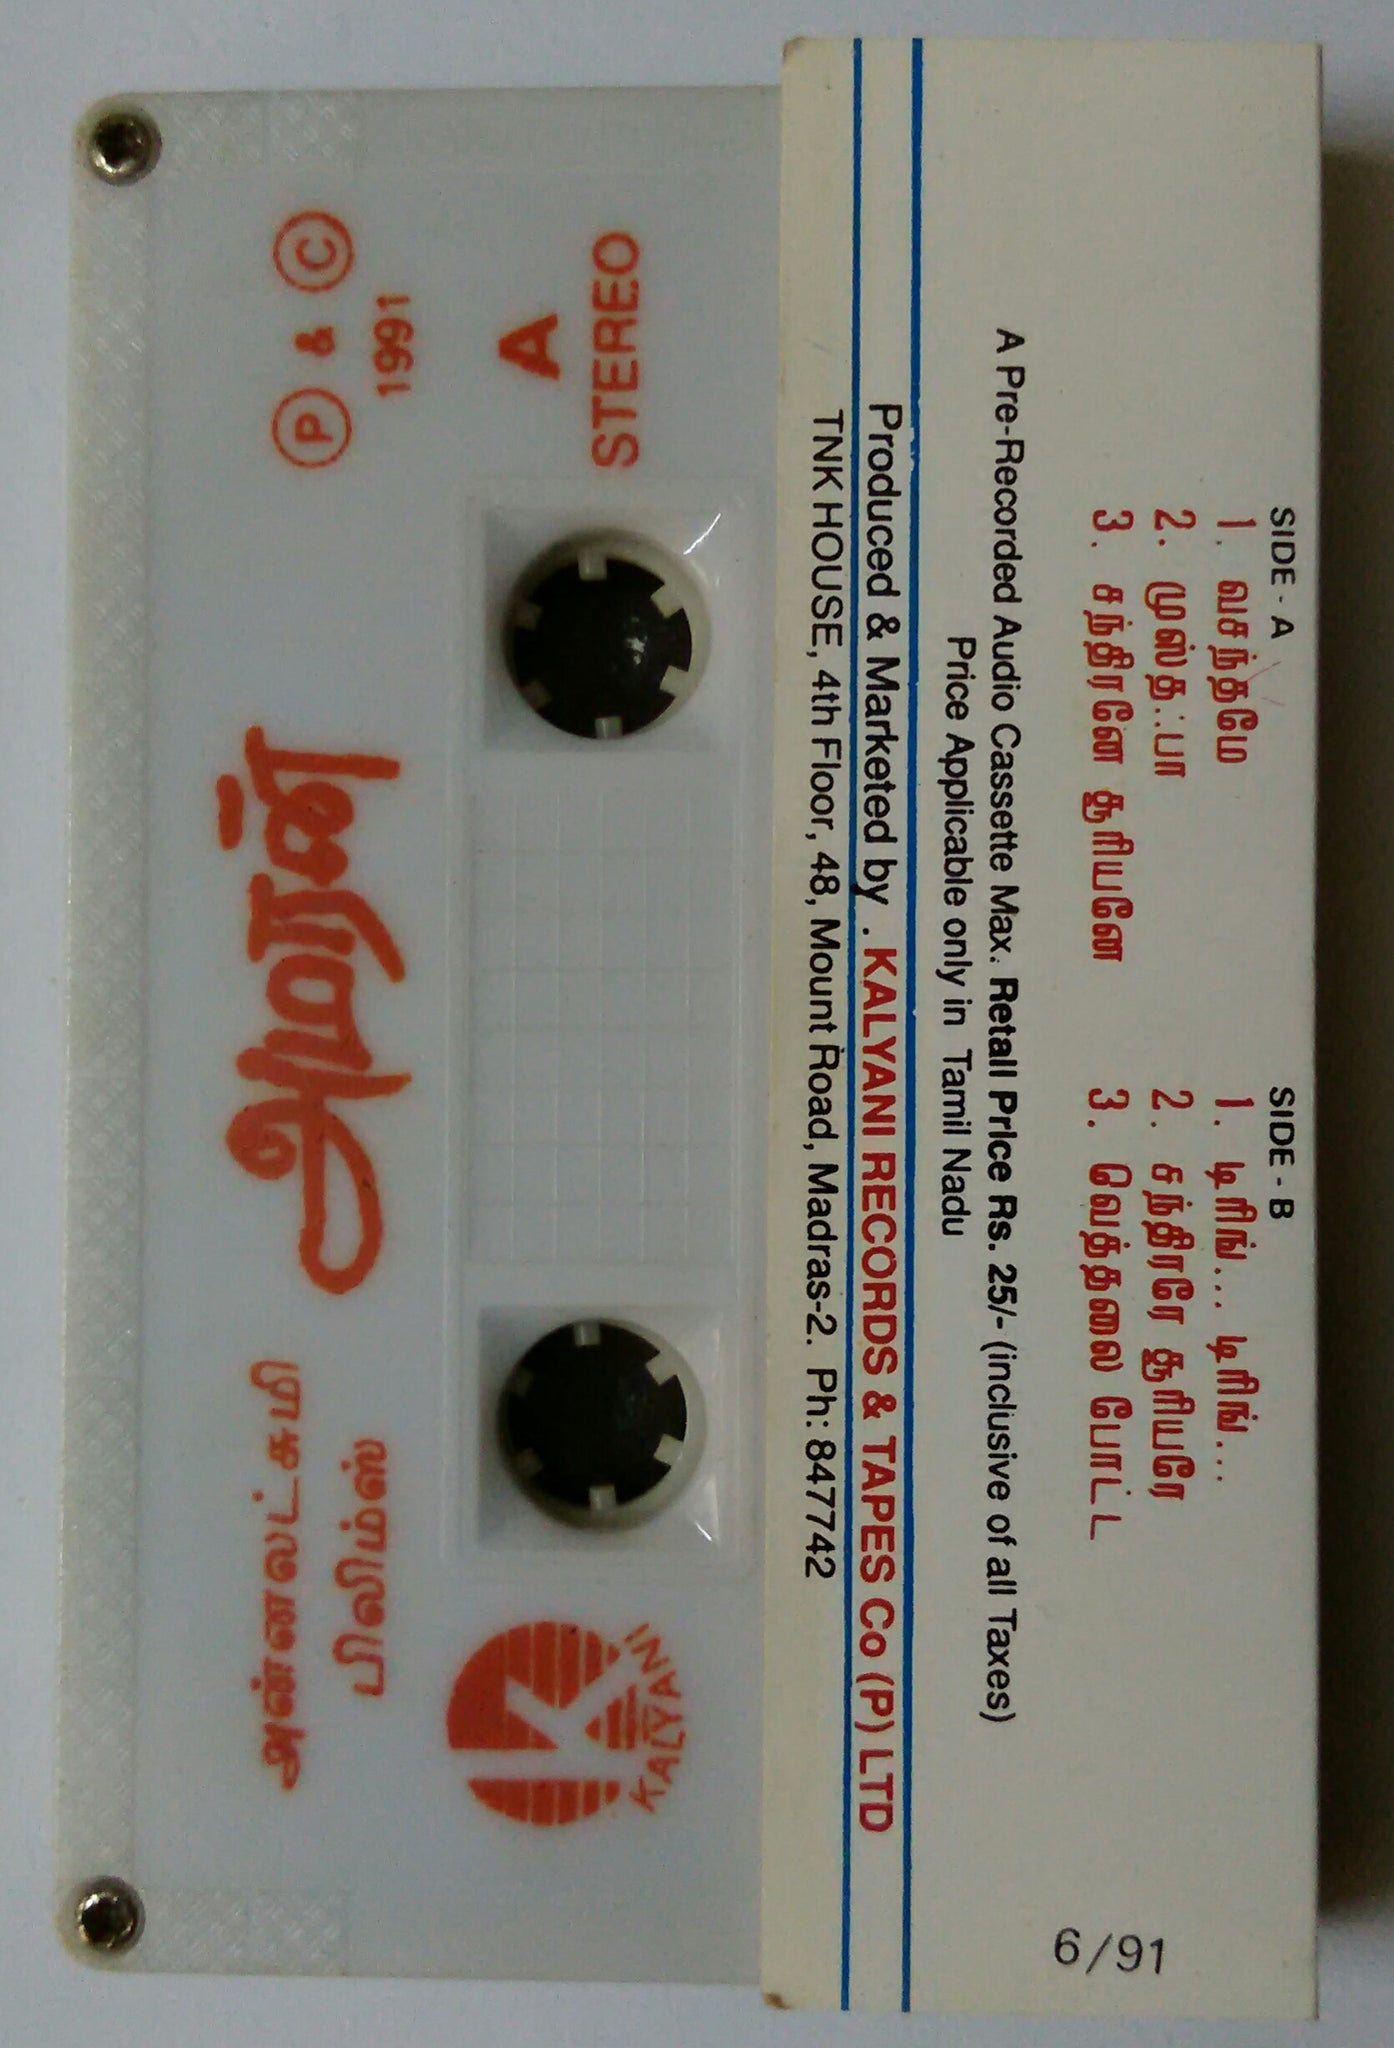 SIDE - A
1. வசந்தமே
2. முஸ்தஃபா
3. சந்திரனே சூரியனே
SIDE - B
1. டிரிங்... டிரிங்...
2. சந்திரரே சூரியரே
3. வெத்தலை போட்ட
6/91
A Pre-Recorded Audio Cassette Max. Retail Price Rs. 25/- (inclusive of all Taxes)
Price Applicable only in Tamil Nadu
Produced & Marketed by . KALYANI RECORDS & TAPES Co (P) LTD
TNK HOUSE, 4th Floor, 48, Mount Road, Madras-2. Ph: 847742
STEREO
A
K
KALYANI
1991
P & C
அமரன்
அனைலட்சுமி
பிலிம்ஸ்